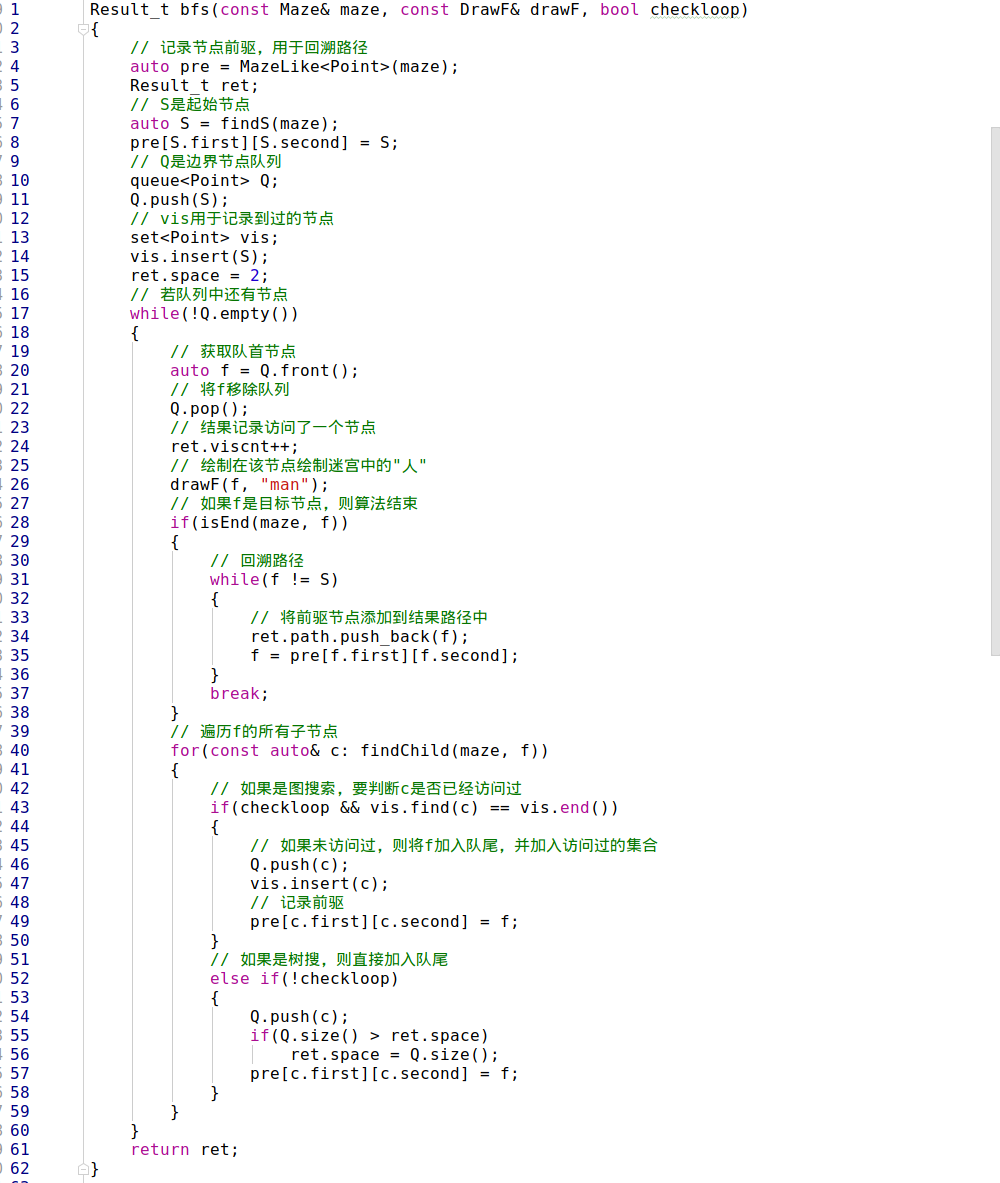 1 Result_t bfs(const Maze& maze, const DrawF& drawF, bool checkloop)
2 {
3     // 记录节点前驱，用于回溯路径
4     auto pre = MazeLike<Point>(maze);
5     Result_t ret;
6     // S是起始节点
7     auto S = findS(maze);
8     pre[S.first][S.second] = S;
9     // Q是边界节点队列
10     queue<Point> Q;
11     Q.push(S);
12     // vis用于记录到过的节点
13     set<Point> vis;
14     vis.insert(S);
15     ret.space = 2;
16     // 若队列中还有节点
17     while(!Q.empty())
18     {
19         // 获取队首节点
20         auto f = Q.front();
21         // 将f移除队列
22         Q.pop();
23         // 结果记录访问了一个节点
24         ret.viscnt++;
25         // 绘制在该节点绘制迷宫中的"人"
26         drawF(f, "man");
27         // 如果f是目标节点，则算法结束
28         if(isEnd(maze, f))
29         {
30             // 回溯路径
31             while(f != S)
32             {
33                 // 将前驱节点添加到结果路径中
34                 ret.path.push_back(f);
35                 f = pre[f.first][f.second];
36             }
37             break;
38         }
39         // 遍历f的所有子节点
40         for(const auto& c: findChild(maze, f))
41         {
42             // 如果是图搜索，要判断c是否已经访问过
43             if(checkloop && vis.find(c) == vis.end())
44             {
45                 // 如果未访问过，则将f加入队尾，并加入访问过的集合
46                 Q.push(c);
47                 vis.insert(c);
48                 // 记录前驱
49                 pre[c.first][c.second] = f;
50             }
51             // 如果是树搜，则直接加入队尾
52             else if(!checkloop)
53             {
54                 Q.push(c);
55                 if(Q.size() > ret.space)
56                     ret.space = Q.size();
57                 pre[c.first][c.second] = f;
58             }
59         }
60     }
61     return ret;
62 }